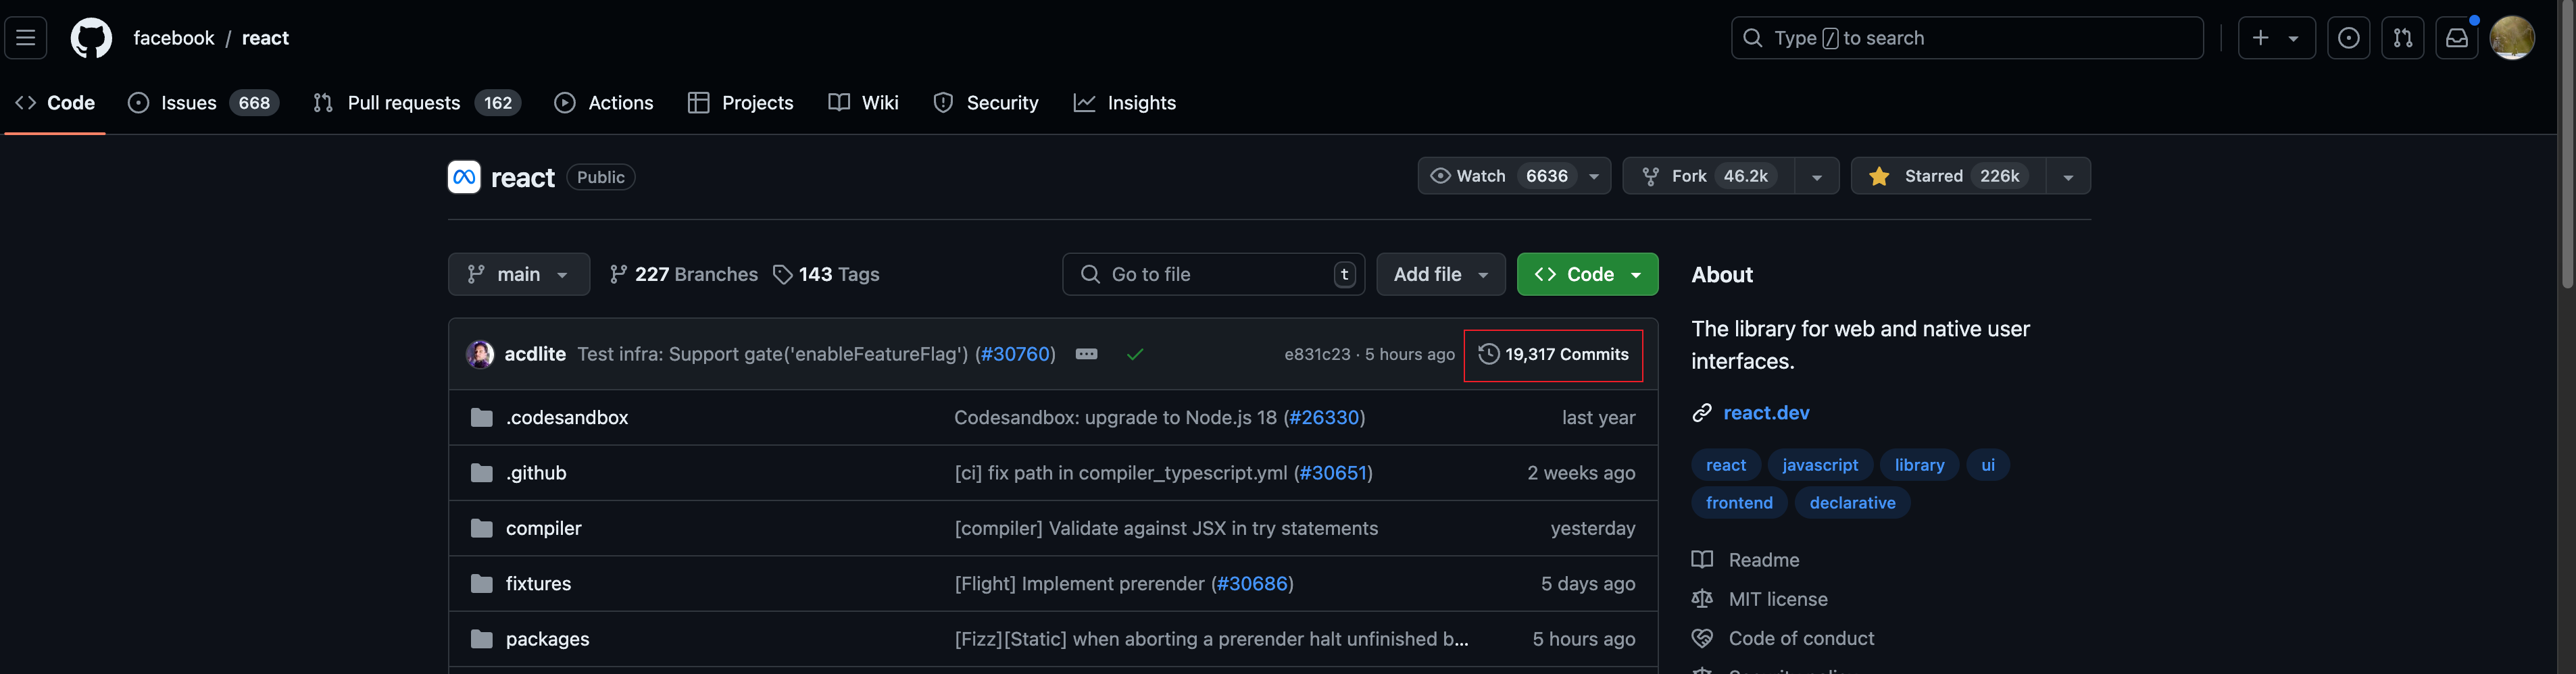 facebook / react
Type / to search
Code
Issues 668
Pull requests 162
Actions
Projects
Wiki
Security
Insights
react Public
Watch 6636
Fork 46.2k
Starred 226k
main
227 Branches
143 Tags
Go to file t
Add file
Code
acdlite Test infra: Support gate('enableFeatureFlag') (#30760) e831c23 · 5 hours ago 19,317 Commits
.codesandbox Codesandbox: upgrade to Node.js 18 (#26330) last year
.github [ci] fix path in compiler_typescript.yml (#30651) 2 weeks ago
compiler [compiler] Validate against JSX in try statements yesterday
fixtures [Flight] Implement prerender (#30686) 5 days ago
packages [Fizz][Static] when aborting a prerender halt unfinished b... 5 hours ago
About
The library for web and native user
interfaces.
react.dev
react javascript library ui
frontend declarative
Readme
MIT license
Code of conduct